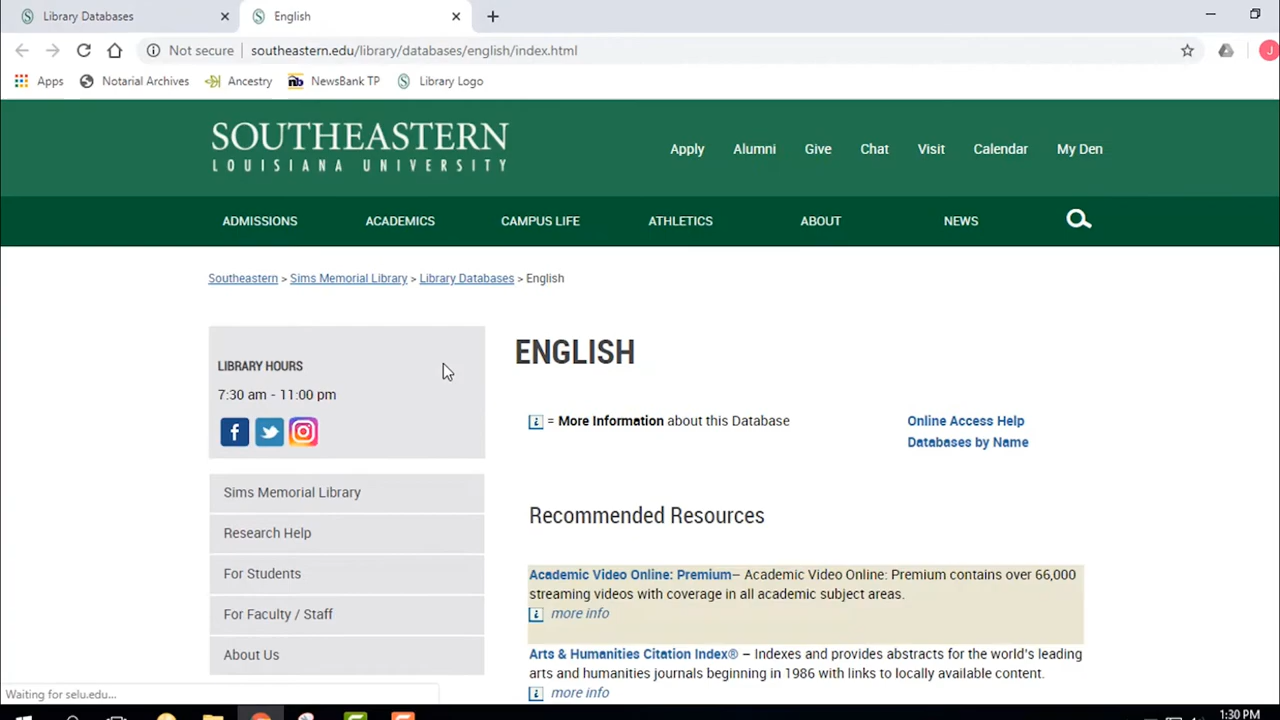 Library Databases
English
Not secure southeastern.edu/library/databases/english/index.html
J
Apps Notarial Archives Ancestry NewsBank TP Library Logo
SOUTHEASTERN
LOUISIANA UNIVERSITY
Apply Alumni Give Chat Visit Calendar My Den
ADMISSIONS ACADEMICS CAMPUS LIFE ATHLETICS ABOUT NEWS
Southeastern > Sims Memorial Library > Library Databases > English
LIBRARY HOURS
7:30 am - 11:00 pm
Sims Memorial Library
Research Help
For Students
For Faculty / Staff
About Us
ENGLISH
i = More Information about this Database
Online Access Help
Databases by Name
Recommended Resources
Academic Video Online: Premium– Academic Video Online: Premium contains over 66,000
streaming videos with coverage in all academic subject areas.
i more info
Arts & Humanities Citation Index® – Indexes and provides abstracts for the world's leading
arts and humanities journals beginning in 1986 with links to locally available content.
i more info
Waiting for selu.edu...
1:30 PM